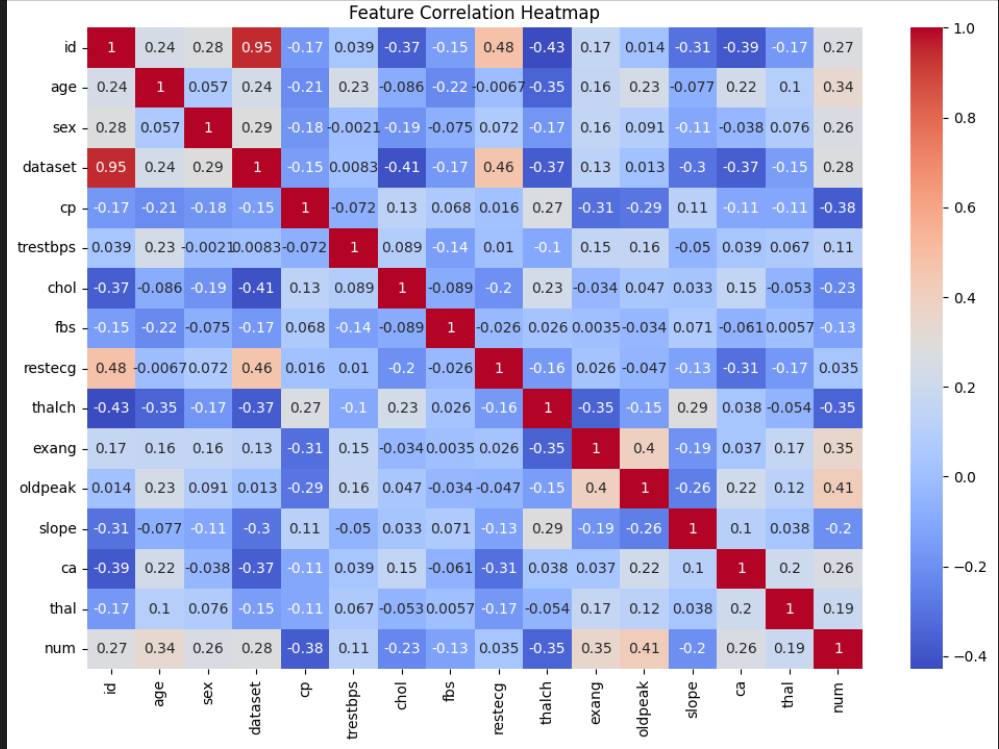 Feature Correlation Heatmap
id 1 0.24 0.28 0.95 -0.17 0.039 -0.37 -0.15 0.48 -0.43 0.17 0.014 -0.31 -0.39 -0.17 0.27
age 0.24 1 0.057 0.24 -0.21 0.23 -0.086 -0.22 -0.0067 -0.35 0.16 0.23 -0.077 0.22 0.1 0.34
sex 0.28 0.057 1 0.29 -0.18 -0.0021 -0.19 -0.075 0.072 -0.17 0.16 0.091 -0.11 -0.038 0.076 0.26
dataset 0.95 0.24 0.29 1 -0.15 0.0083 -0.41 -0.17 0.46 -0.37 0.13 0.013 -0.3 -0.37 -0.15 0.28
cp -0.17 -0.21 -0.18 -0.15 1 -0.072 0.13 0.068 0.016 0.27 -0.31 -0.29 0.11 -0.11 -0.11 -0.38
trestbps 0.039 0.23 -0.0021 0.0083 -0.072 1 0.089 -0.14 0.01 -0.1 0.15 0.16 -0.05 0.039 0.067 0.11
chol -0.37 -0.086 -0.19 -0.41 0.13 0.089 1 -0.089 -0.2 0.23 -0.034 0.047 0.033 0.15 -0.053 -0.23
fbs -0.15 -0.22 -0.075 -0.17 0.068 -0.14 -0.089 1 -0.026 0.026 0.0035 -0.034 0.071 -0.061 0.0057 -0.13
restecg 0.48 -0.0067 0.072 0.46 0.016 0.01 -0.2 -0.026 1 -0.16 0.026 -0.047 -0.13 -0.31 -0.17 0.035
thalch -0.43 -0.35 -0.17 -0.37 0.27 -0.1 0.23 0.026 -0.16 1 -0.35 -0.15 0.29 0.038 -0.054 -0.35
exang 0.17 0.16 0.16 0.13 -0.31 0.15 -0.034 0.0035 0.026 -0.35 1 0.4 -0.19 0.037 0.17 0.35
oldpeak 0.014 0.23 0.091 0.013 -0.29 0.16 0.047 -0.034 -0.047 -0.15 0.4 1 -0.26 0.22 0.12 0.41
slope -0.31 -0.077 -0.11 -0.3 0.11 -0.05 0.033 0.071 -0.13 0.29 -0.19 -0.26 1 0.1 0.038 -0.2
ca -0.39 0.22 -0.038 -0.37 -0.11 0.039 0.15 -0.061 -0.31 0.038 0.037 0.22 0.1 1 0.2 0.26
thal -0.17 0.1 0.076 -0.15 -0.11 0.067 -0.053 0.0057 -0.17 -0.054 0.17 0.12 0.038 0.2 1 0.19
num 0.27 0.34 0.26 0.28 -0.38 0.11 -0.23 -0.13 0.035 -0.35 0.35 0.41 -0.2 0.26 0.19 1
id age sex dataset cp trestbps chol fbs restecg thalch exang oldpeak slope ca thal num
1.0
0.8
0.6
0.4
0.2
0.0
−0.2
−0.4